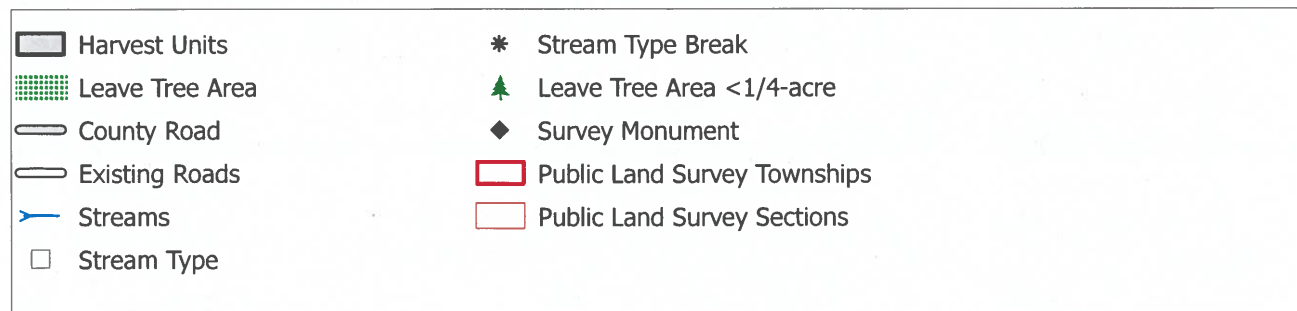 Harvest Units
Leave Tree Area
County Road
Existing Roads
Streams
Stream Type
Stream Type Break
Leave Tree Area <1/4-acre
Survey Monument
Public Land Survey Townships
Public Land Survey Sections